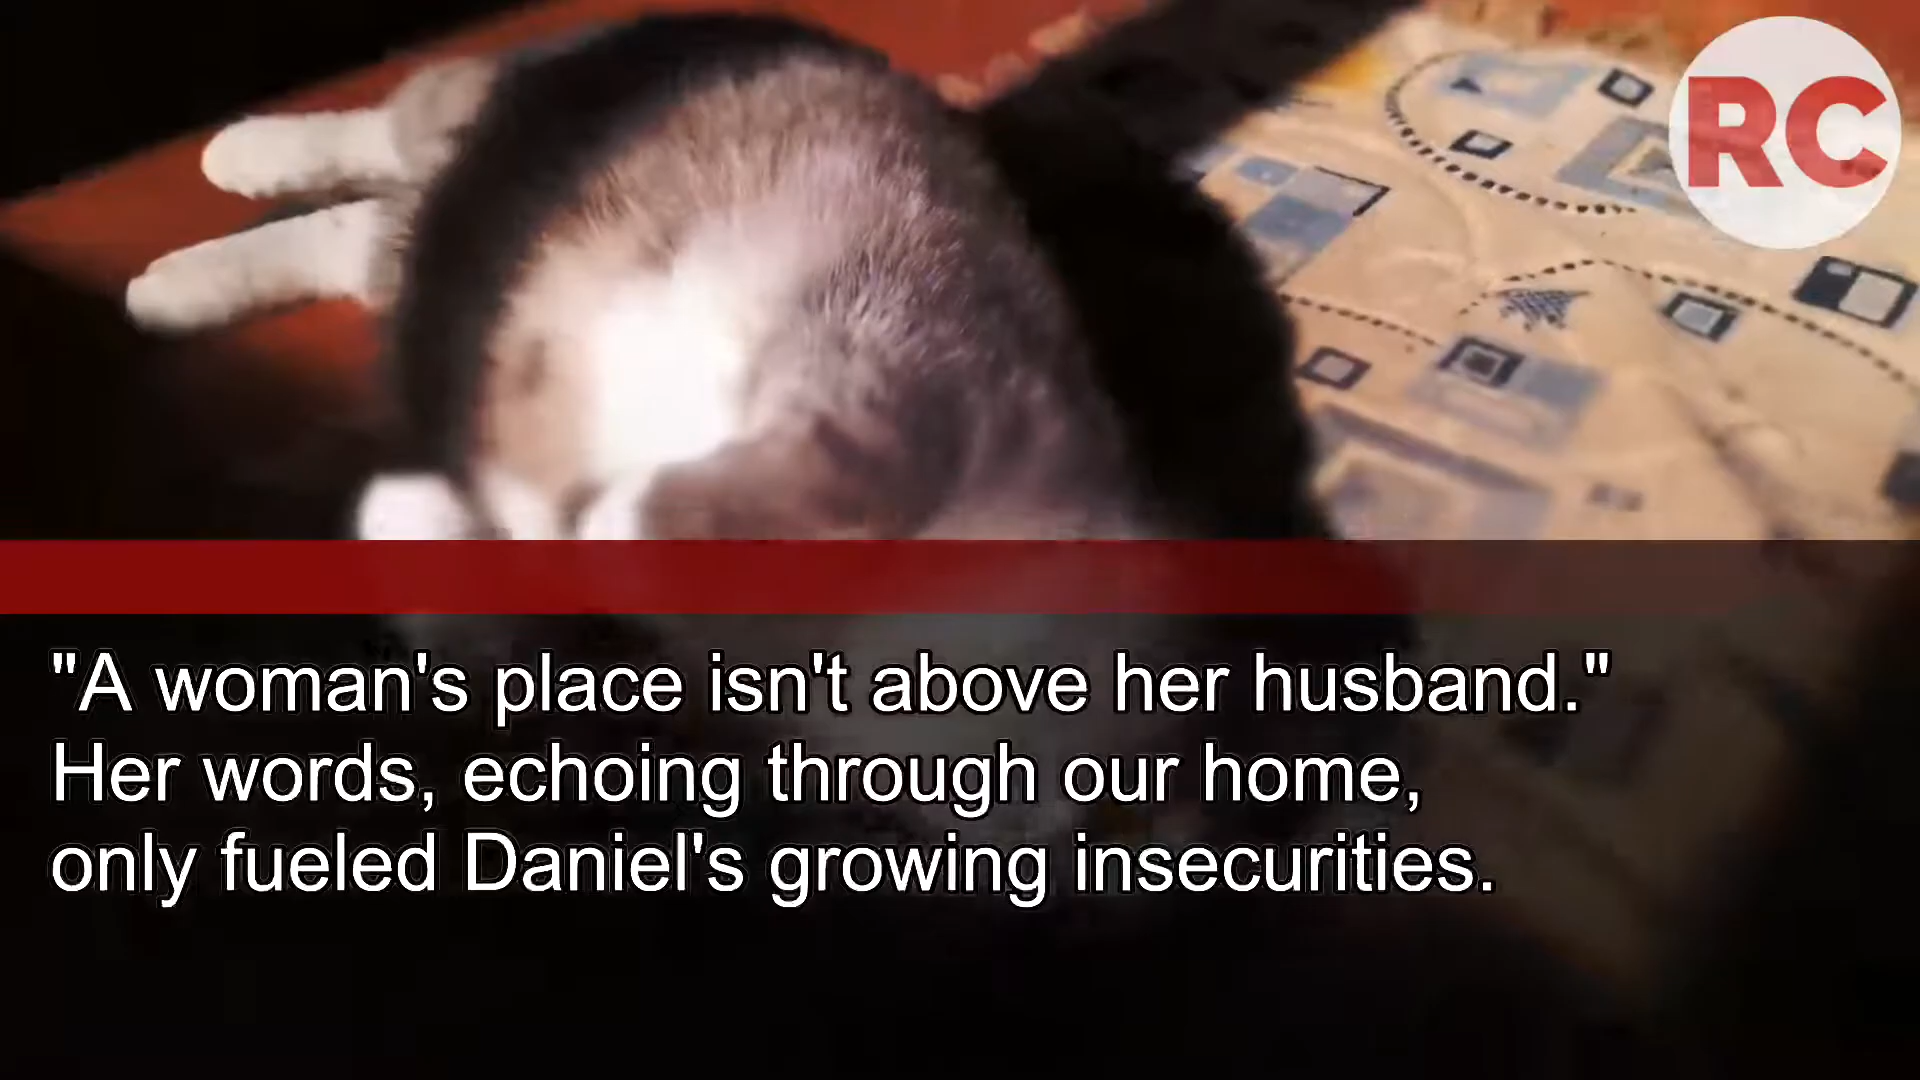 RC
"A woman's place isn't above her husband."
Her words, echoing through our home,
only fueled Daniel's growing insecurities.